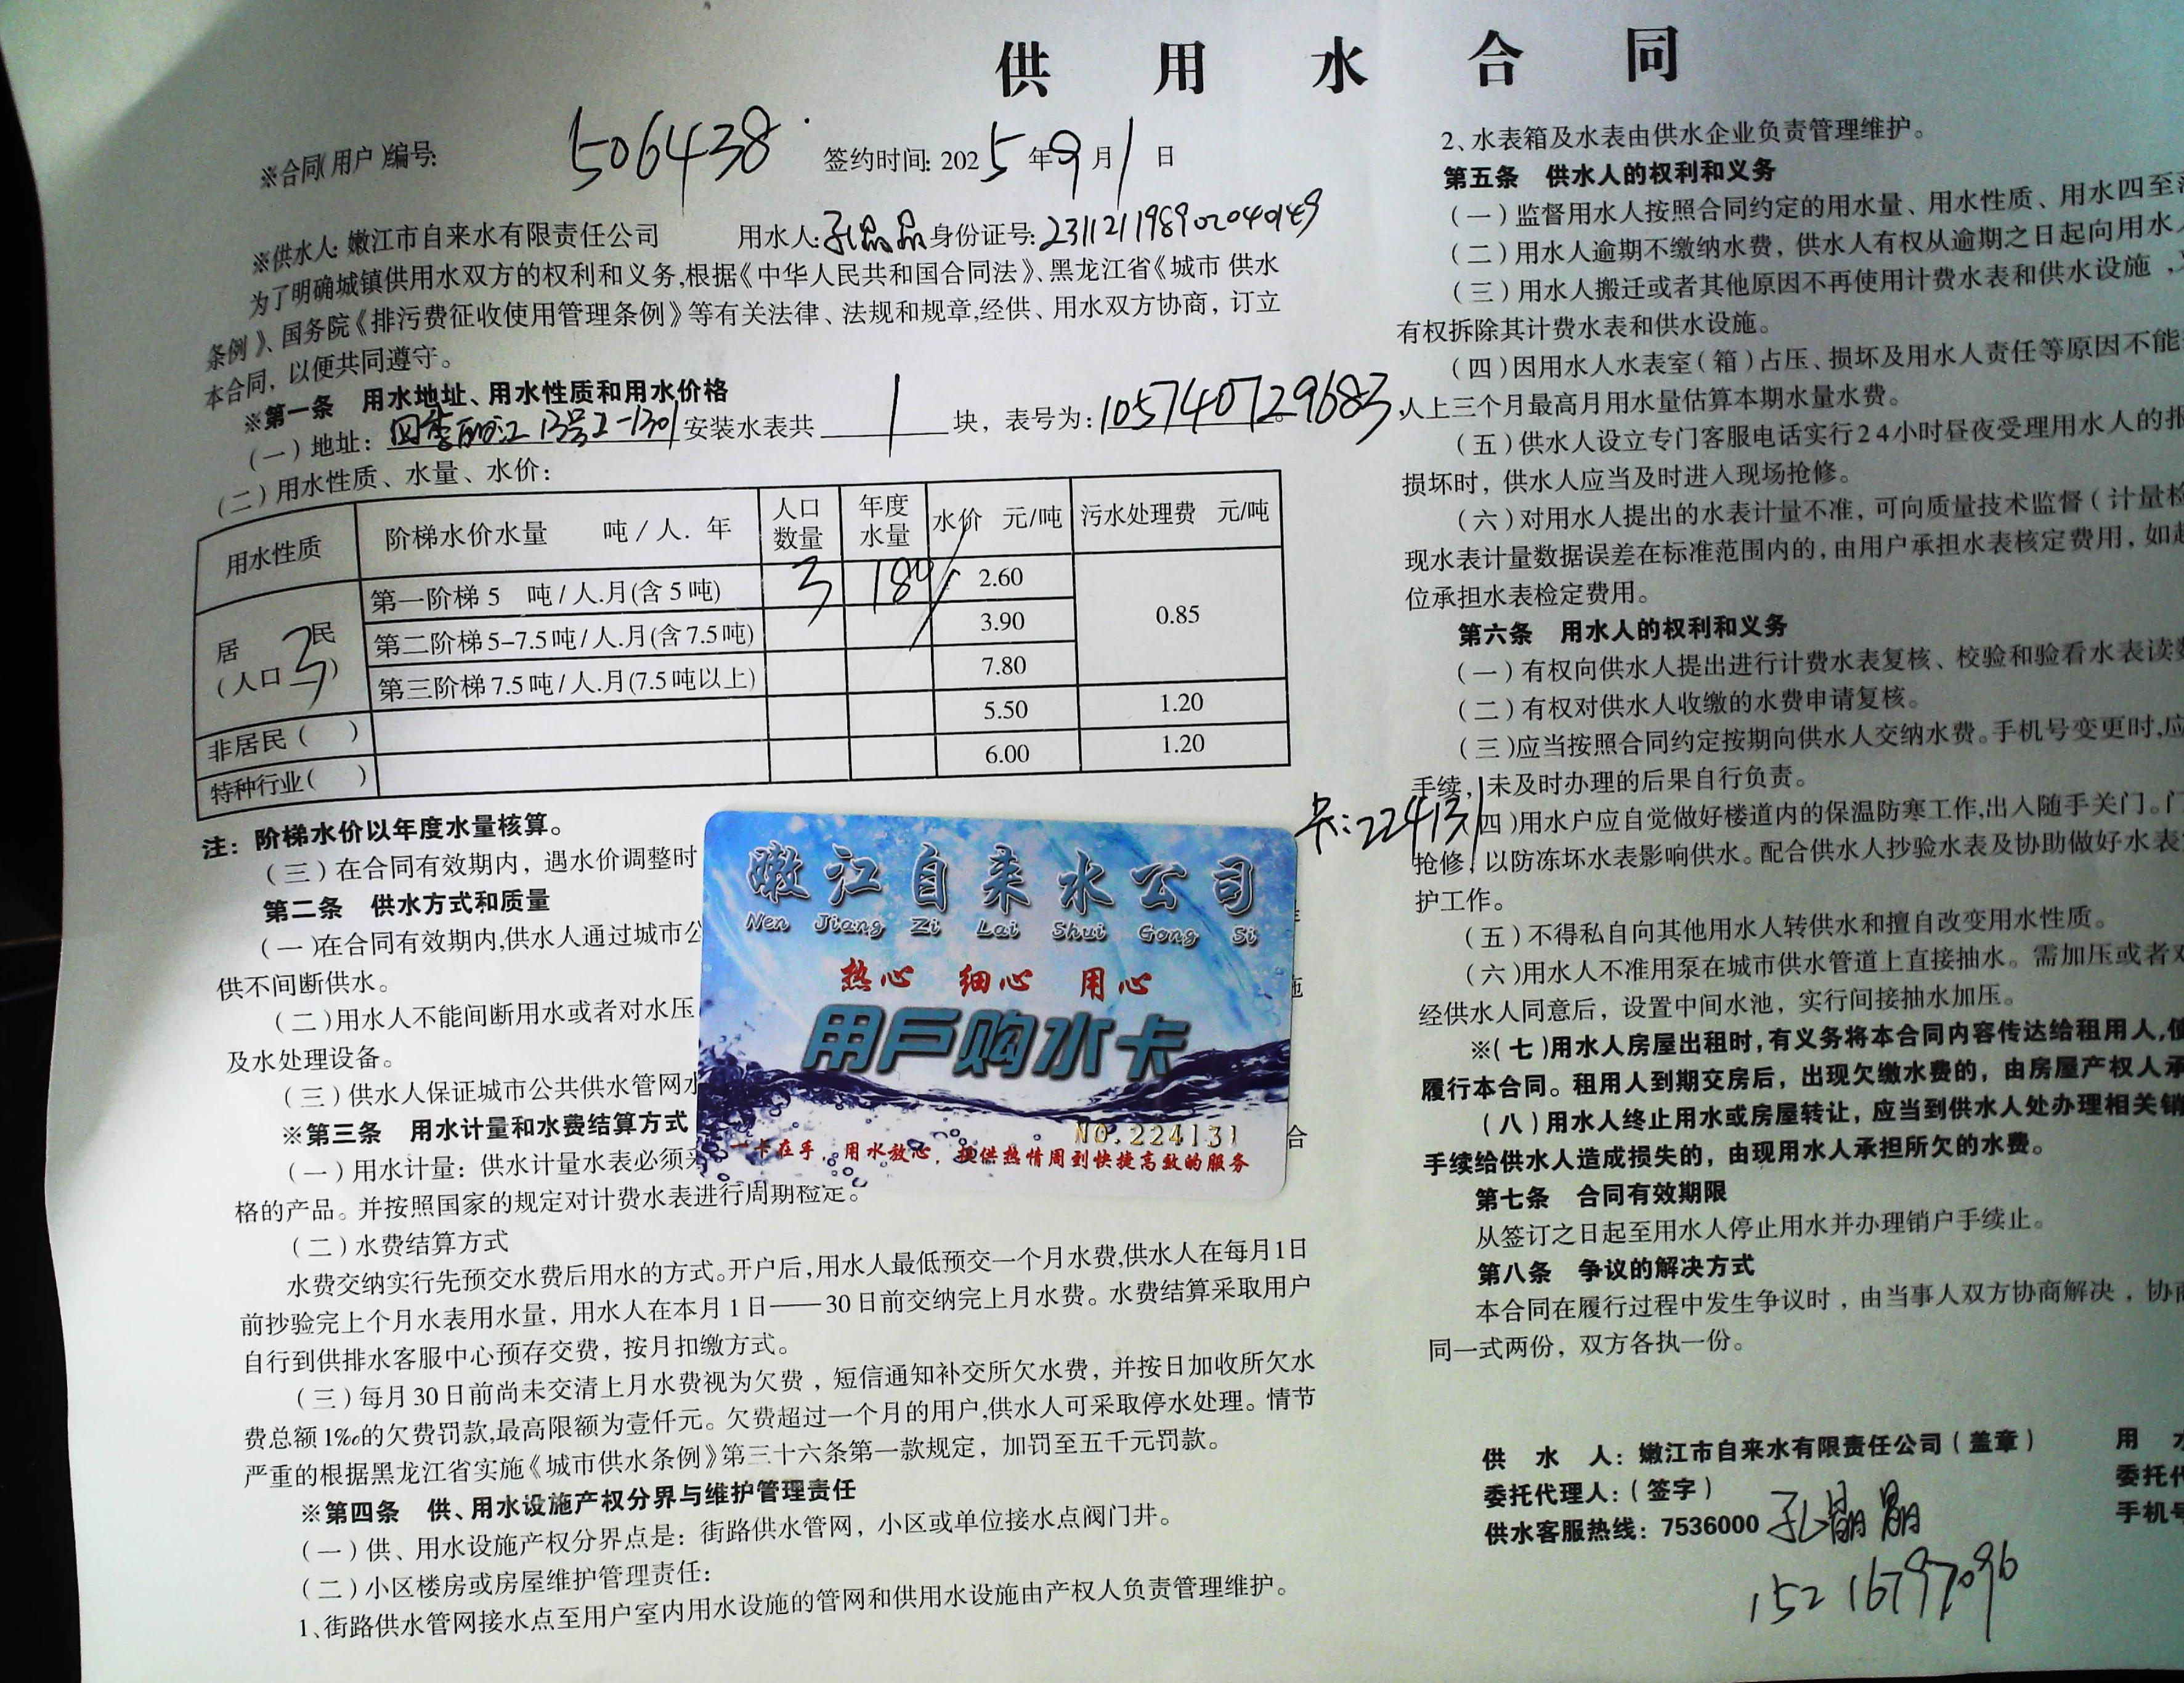 供 用 水 合 同
※合同(用户)编号: 506438 签约时间: 2025年9月1日
※供水人: 嫩江市自来水有限责任公司 用水人: 孔晶晶 身份证号: 231121198902040149
为了明确城镇供用水双方的权利和义务,根据《中华人民共和国合同法》、黑龙江省《城市 供水
条例》、国务院《排污费征收使用管理条例》等有关法律、法规和规章,经供、用水双方协商，订立
本合同，以便共同遵守。
※第一条 用水地址、用水性质和用水价格
(一)地址: 四季丽江13号2-1301 安装水表共 1 块，表号为: 105740729683
(二)用水性质、水量、水价:
用水性质 阶梯水价水量 吨/人.年 人口数量 年度水量 水价 元/吨 污水处理费 元/吨
居民(人口3) 第一阶梯5 吨/人.月(含5吨) 3 180 2.60 0.85
第二阶梯5-7.5吨/人.月(含7.5吨) 3.90
第三阶梯7.5吨/人.月(7.5吨以上) 7.80
非居民( ) 5.50 1.20
特种行业( ) 6.00 1.20
注：阶梯水价以年度水量核算。
(三)在合同有效期内，遇水价调整时
第二条 供水方式和质量
(一)在合同有效期内,供水人通过城市公
供不间断供水。
(二)用水人不能间断用水或者对水压
及水处理设备。
(三)供水人保证城市公共供水管网水
※第三条 用水计量和水费结算方式
(一)用水计量：供水计量水表必须采
格的产品。并按照国家的规定对计费水表进行周期检定。
(二)水费结算方式
水费交纳实行先预交水费后用水的方式。开户后,用水人最低预交一个月水费,供水人在每月1日
前抄验完上个月水表用水量，用水人在本月1日——30日前交纳完上月水费。水费结算采取用户
自行到供排水客服中心预存交费，按月扣缴方式。
(三)每月30日前尚未交清上月水费视为欠费，短信通知补交所欠水费，并按日加收所欠水
费总额1‰的欠费罚款,最高限额为壹仟元。欠费超过一个月的用户,供水人可采取停水处理。情节
严重的根据黑龙江省实施《城市供水条例》第三十六条第一款规定，加罚至五千元罚款。
※第四条 供、用水设施产权分界与维护管理责任
(一)供、用水设施产权分界点是：街路供水管网，小区或单位接水点阀门井。
(二)小区楼房或房屋维护管理责任:
1、街路供水管网接水点至用户室内用水设施的管网和供用水设施由产权人负责管理维护。
嫩江自来水公司
Nen Jiang Zi Lai Shui Gong Si
热心 细心 用心
用户购水卡
NO.224131
一卡在手，用水放心，提供热情周到快捷高效的服务
施
合
卡:224131
2、水表箱及水表由供水企业负责管理维护。
第五条 供水人的权利和义务
(一)监督用水人按照合同约定的用水量、用水性质、用水四至
(二)用水人逾期不缴纳水费，供水人有权从逾期之日起向用水
(三)用水人搬迁或者其他原因不再使用计费水表和供水设施，
有权拆除其计费水表和供水设施。
(四)因用水人水表室(箱)占压、损坏及用水人责任等原因不能
人上三个月最高月用水量估算本期水量水费。
(五)供水人设立专门客服电话实行24小时昼夜受理用水人的报
损坏时，供水人应当及时进入现场抢修。
(六)对用水人提出的水表计量不准，可向质量技术监督(计量检
现水表计量数据误差在标准范围内的，由用户承担水表核定费用，如超
位承担水表检定费用。
第六条 用水人的权利和义务
(一)有权向供水人提出进行计费水表复核、校验和验看水表读数
(二)有权对供水人收缴的水费申请复核。
(三)应当按照合同约定按期向供水人交纳水费。手机号变更时,应
手续，未及时办理的后果自行负责。
(四)用水户应自觉做好楼道内的保温防寒工作,出入随手关门。门
抢修，以防冻坏水表影响供水。配合供水人抄验水表及协助做好水表
护工作。
(五)不得私自向其他用水人转供水和擅自改变用水性质。
(六)用水人不准用泵在城市供水管道上直接抽水。需加压或者对
经供水人同意后，设置中间水池，实行间接抽水加压。
※(七)用水人房屋出租时,有义务将本合同内容传达给租用人,使
履行本合同。租用人到期交房后，出现欠缴水费的，由房屋产权人承
(八)用水人终止用水或房屋转让，应当到供水人处办理相关销
手续给供水人造成损失的，由现用水人承担所欠的水费。
第七条 合同有效期限
从签订之日起至用水人停止用水并办理销户手续止。
第八条 争议的解决方式
本合同在履行过程中发生争议时，由当事人双方协商解决，协商
同一式两份，双方各执一份。
供 水 人：嫩江市自来水有限责任公司(盖章) 用 水
委托代理人：(签字) 委托代
供水客服热线：7536000 孔晶晶 手机号
15216797096